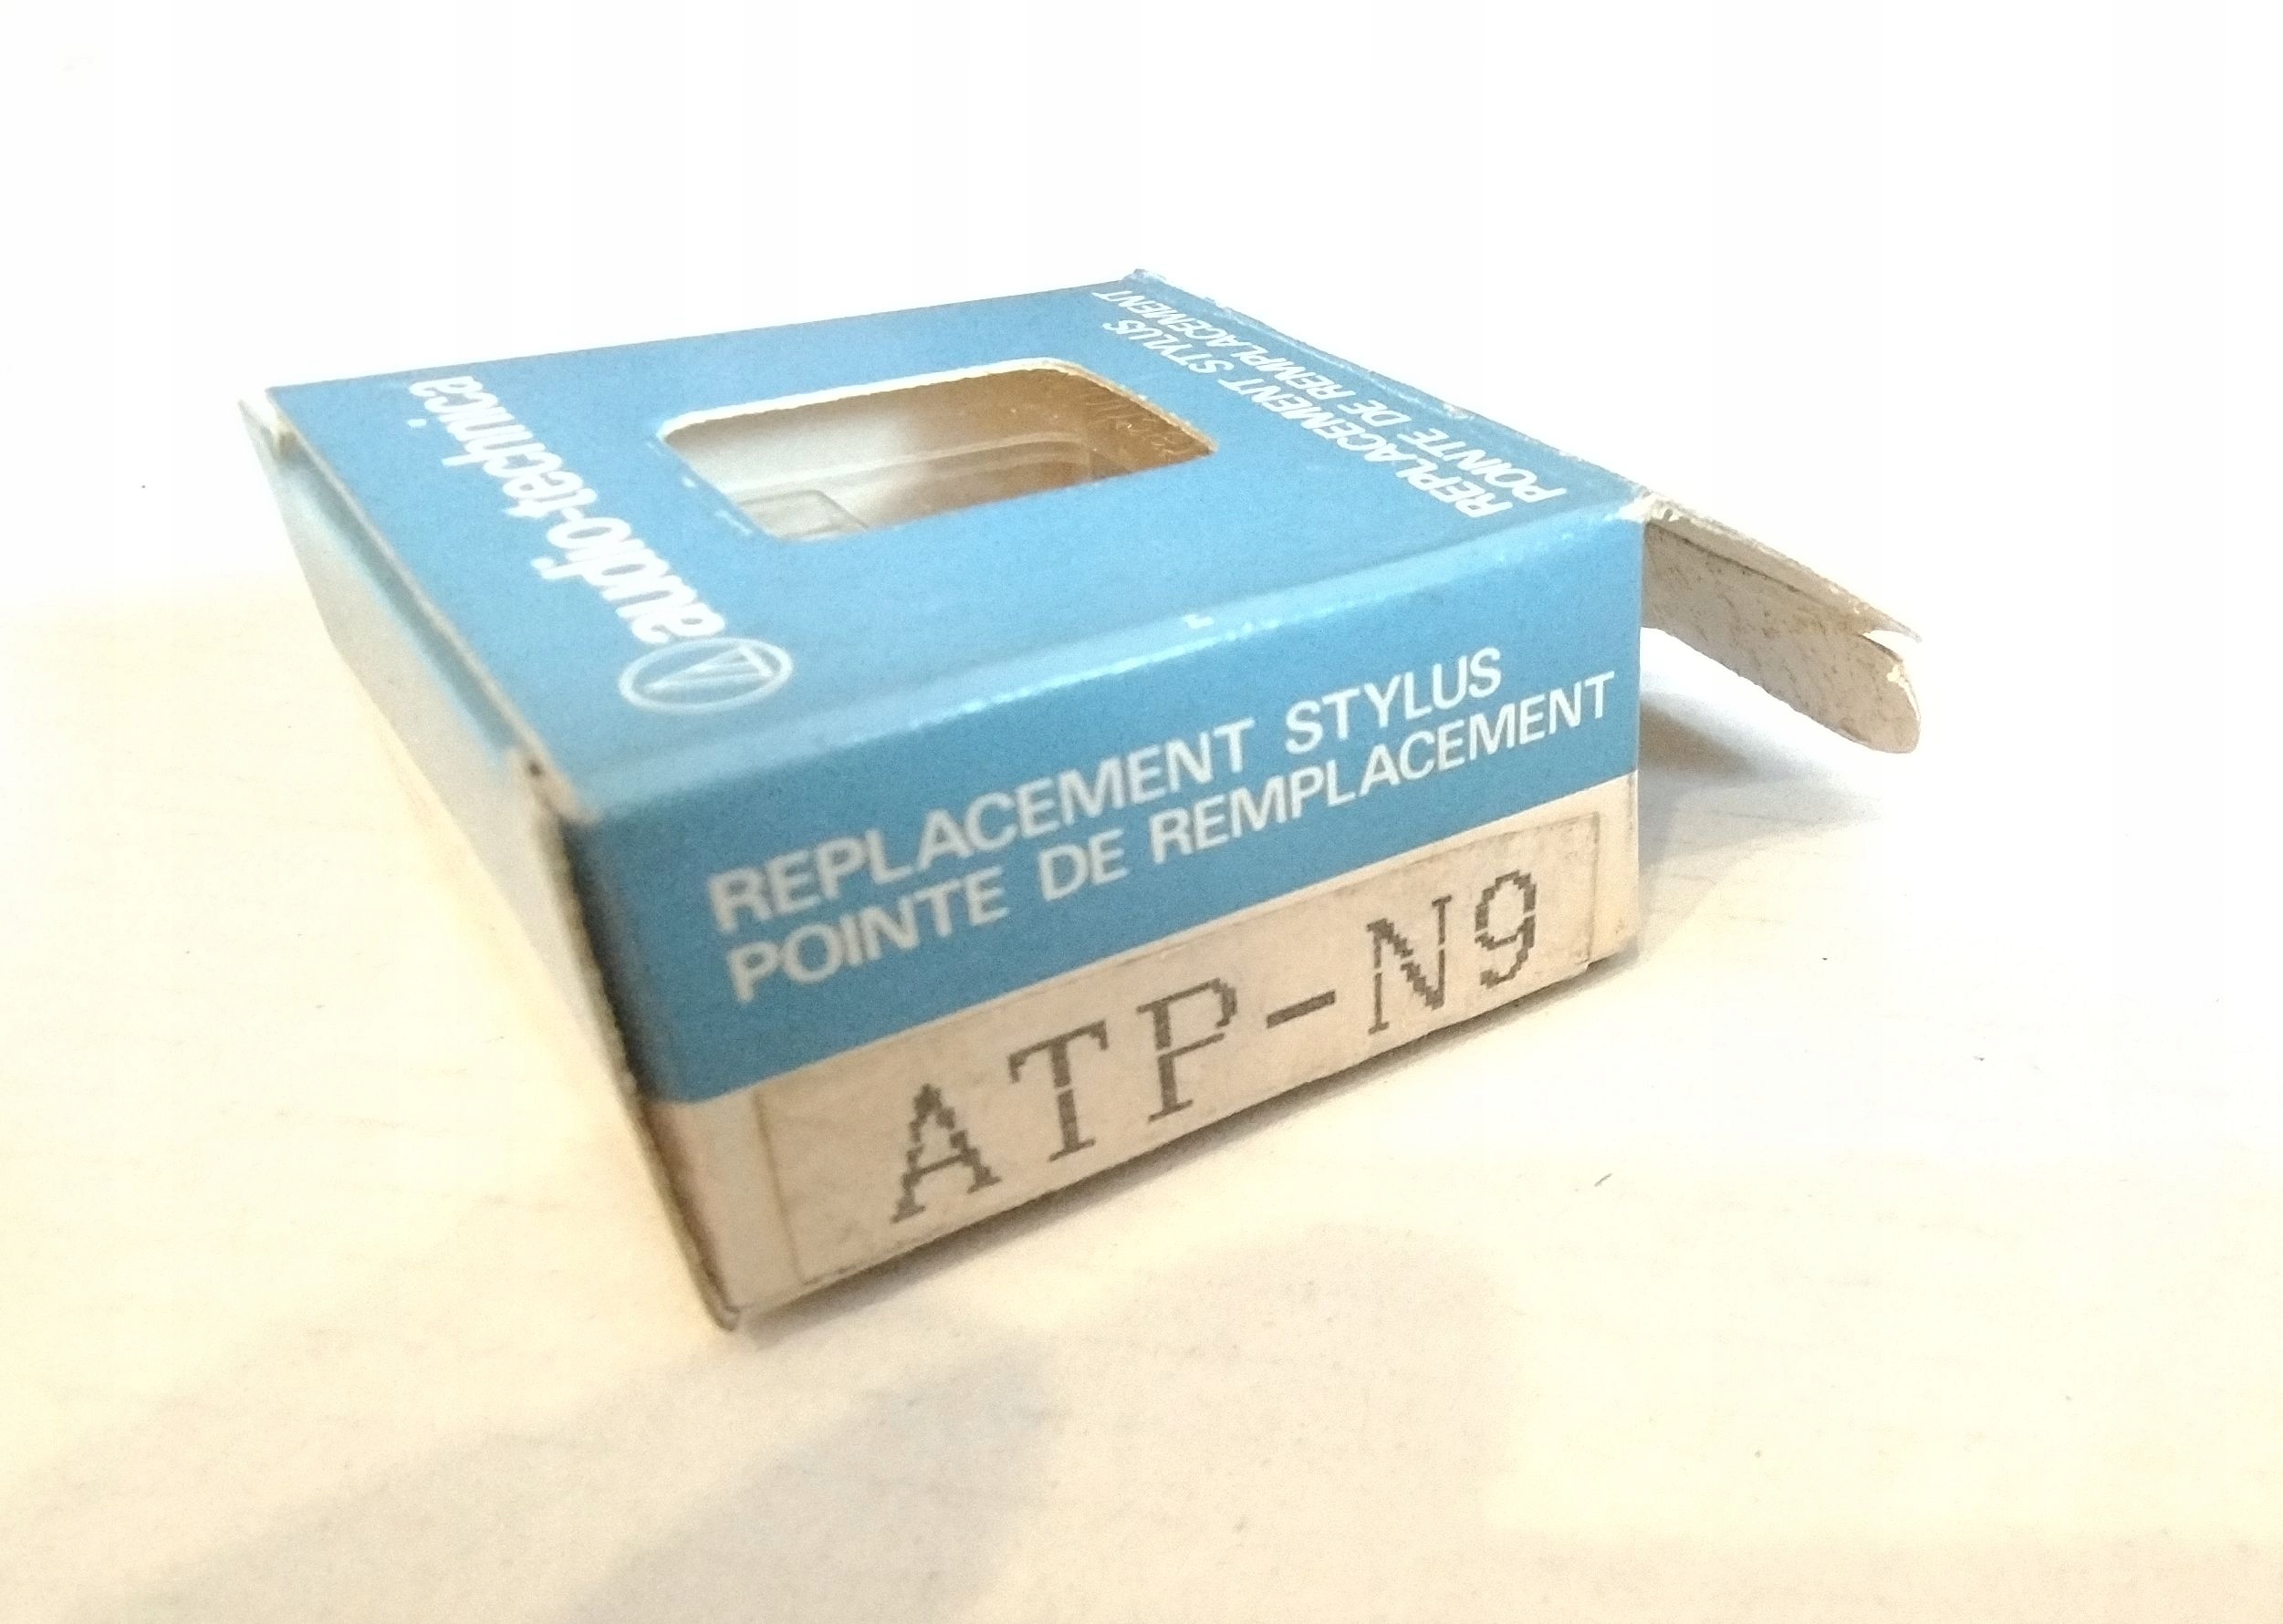 audio-technica
REPLACEMENT STYLUS
POINTE DE REMPLACEMENT
REPLACEMENT STYLUS
POINTE DE REMPLACEMENT
ATP-N9